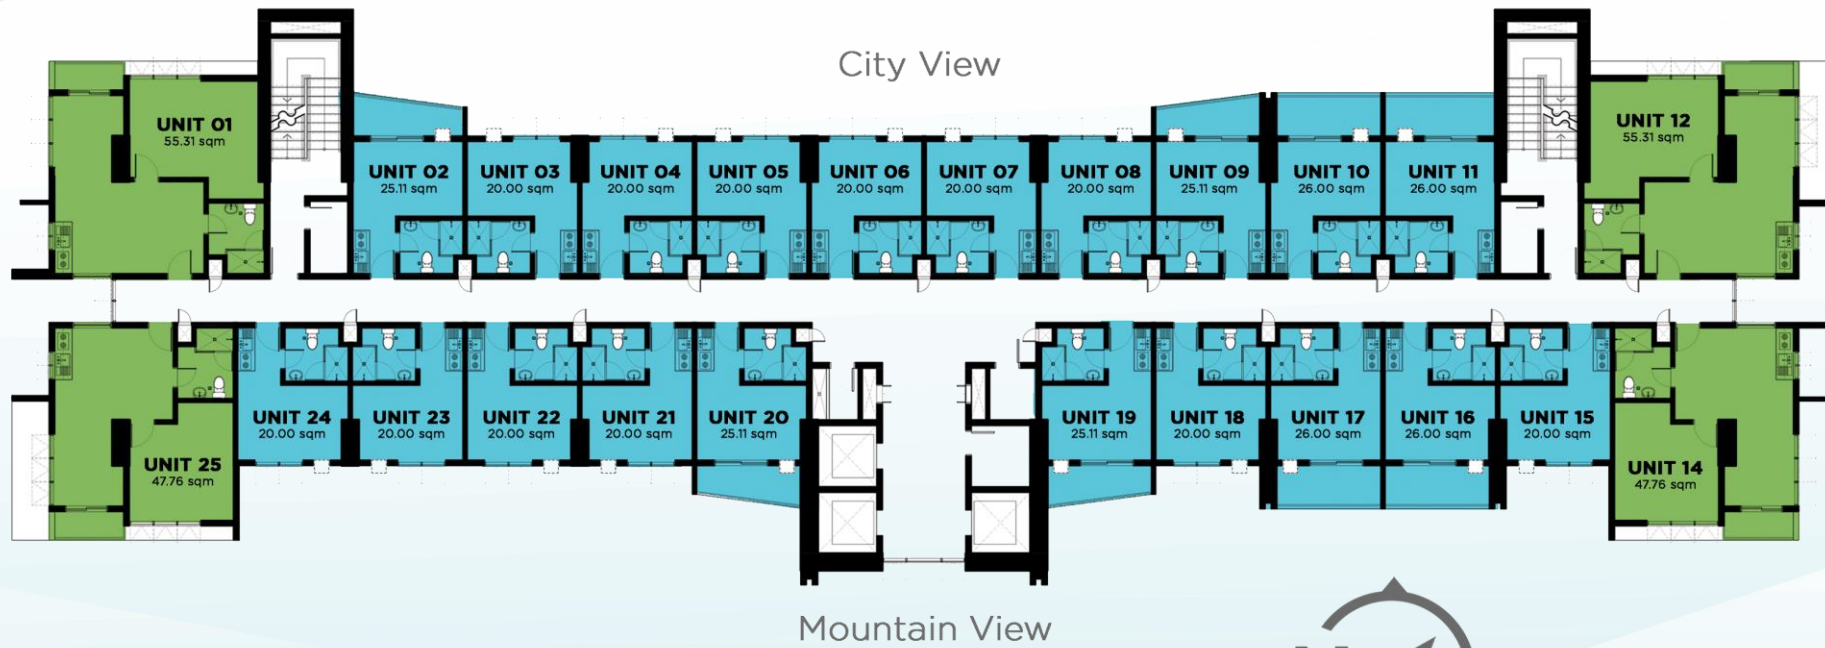 City View
UNIT 01
55.31 sqm
UNIT 02
25.11 sqm
UNIT 03
20.00 sqm
UNIT 04
20.00 sqm
UNIT 05
20.00 sqm
UNIT 06
20.00 sqm
UNIT 07
20.00 sqm
UNIT 08
20.00 sqm
UNIT 09
25.11 sqm
UNIT 10
26.00 sqm
UNIT 11
26.00 sqm
UNIT 12
55.31 sqm
UNIT 25
47.76 sqm
UNIT 24
20.00 sqm
UNIT 23
20.00 sqm
UNIT 22
20.00 sqm
UNIT 21
20.00 sqm
UNIT 20
25.11 sqm
UNIT 19
25.11 sqm
UNIT 18
20.00 sqm
UNIT 17
26.00 sqm
UNIT 16
26.00 sqm
UNIT 15
20.00 sqm
UNIT 14
47.76 sqm
Mountain View